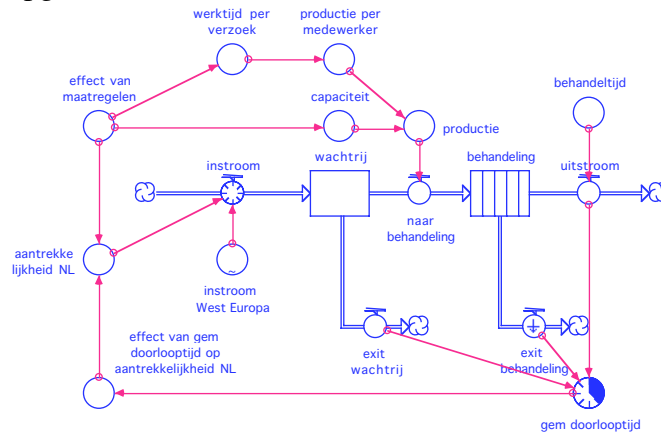 werktijd per
verzoek
productie per
medewerker
effect van
maatregelen
capaciteit
behandeltijd
productie
instroom
wachtrij
behandeling
uitstroom
naar
behandeling
aantrekke
lijkheid NL
~
instroom
West Europa
effect van gem
doorlooptijd op
aantrekkelijkheid NL
exit
wachtrij
exit
behandeling
gem doorlooptijd